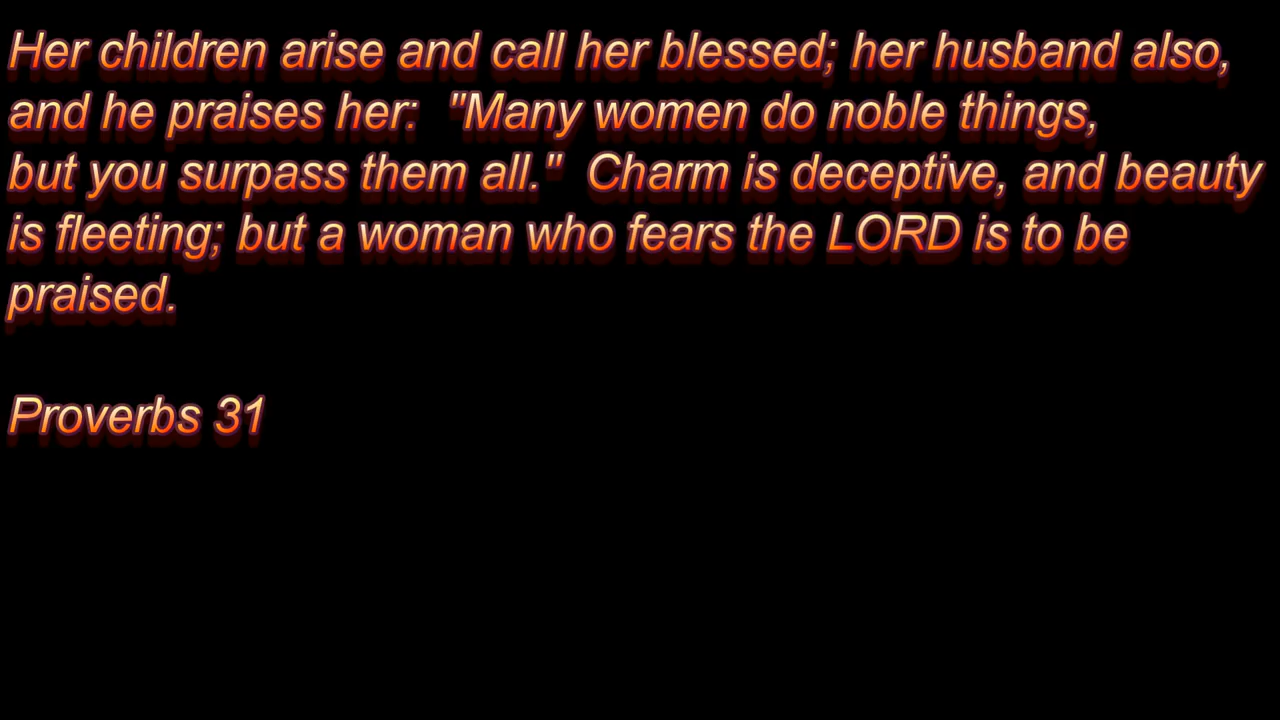 Her children arise and call her blessed; her husband also,
and he praises her:  "Many women do noble things,
but you surpass them all."  Charm is deceptive, and beauty
is fleeting; but a woman who fears the LORD is to be
praised.
Proverbs 31